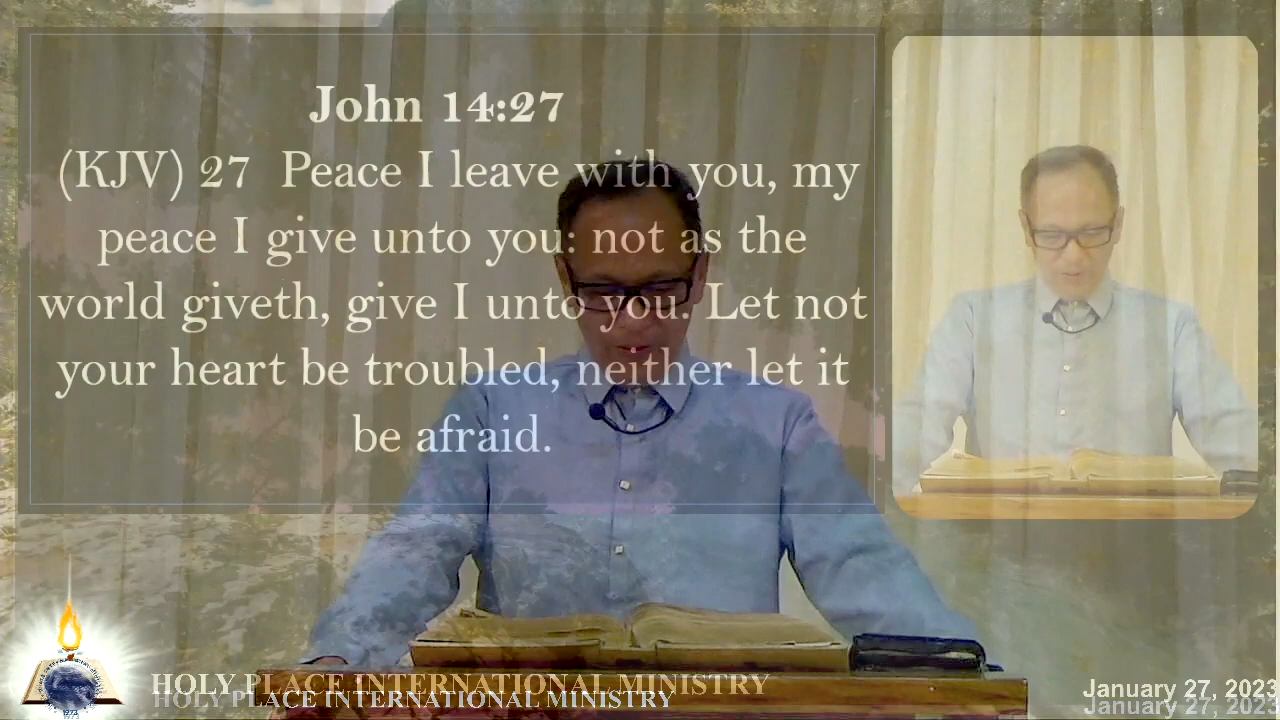 John 14:27
(KJV) 27 Peace I leave with you, my
peace I give unto you: not as the
world giveth, give I unto you. Let not
your heart be troubled, neither let it
be afraid.
HOLY PLACE INTERNATIONAL MINISTRY
HOLY PLACE INTERNATIONAL MINISTRY
January 27, 2023
January 27, 2023
1973